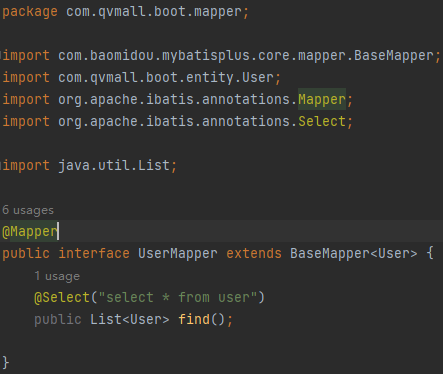 package com.qvmall.boot.mapper;
import com.baomidou.mybatisplus.core.mapper.BaseMapper;
import com.qvmall.boot.entity.User;
import org.apache.ibatis.annotations.Mapper;
import org.apache.ibatis.annotations.Select;
import java.util.List;
6 usages
@Mapper
public interface UserMapper extends BaseMapper<User> {
1 usage
@Select("select * from user")
public List<User> find();
}